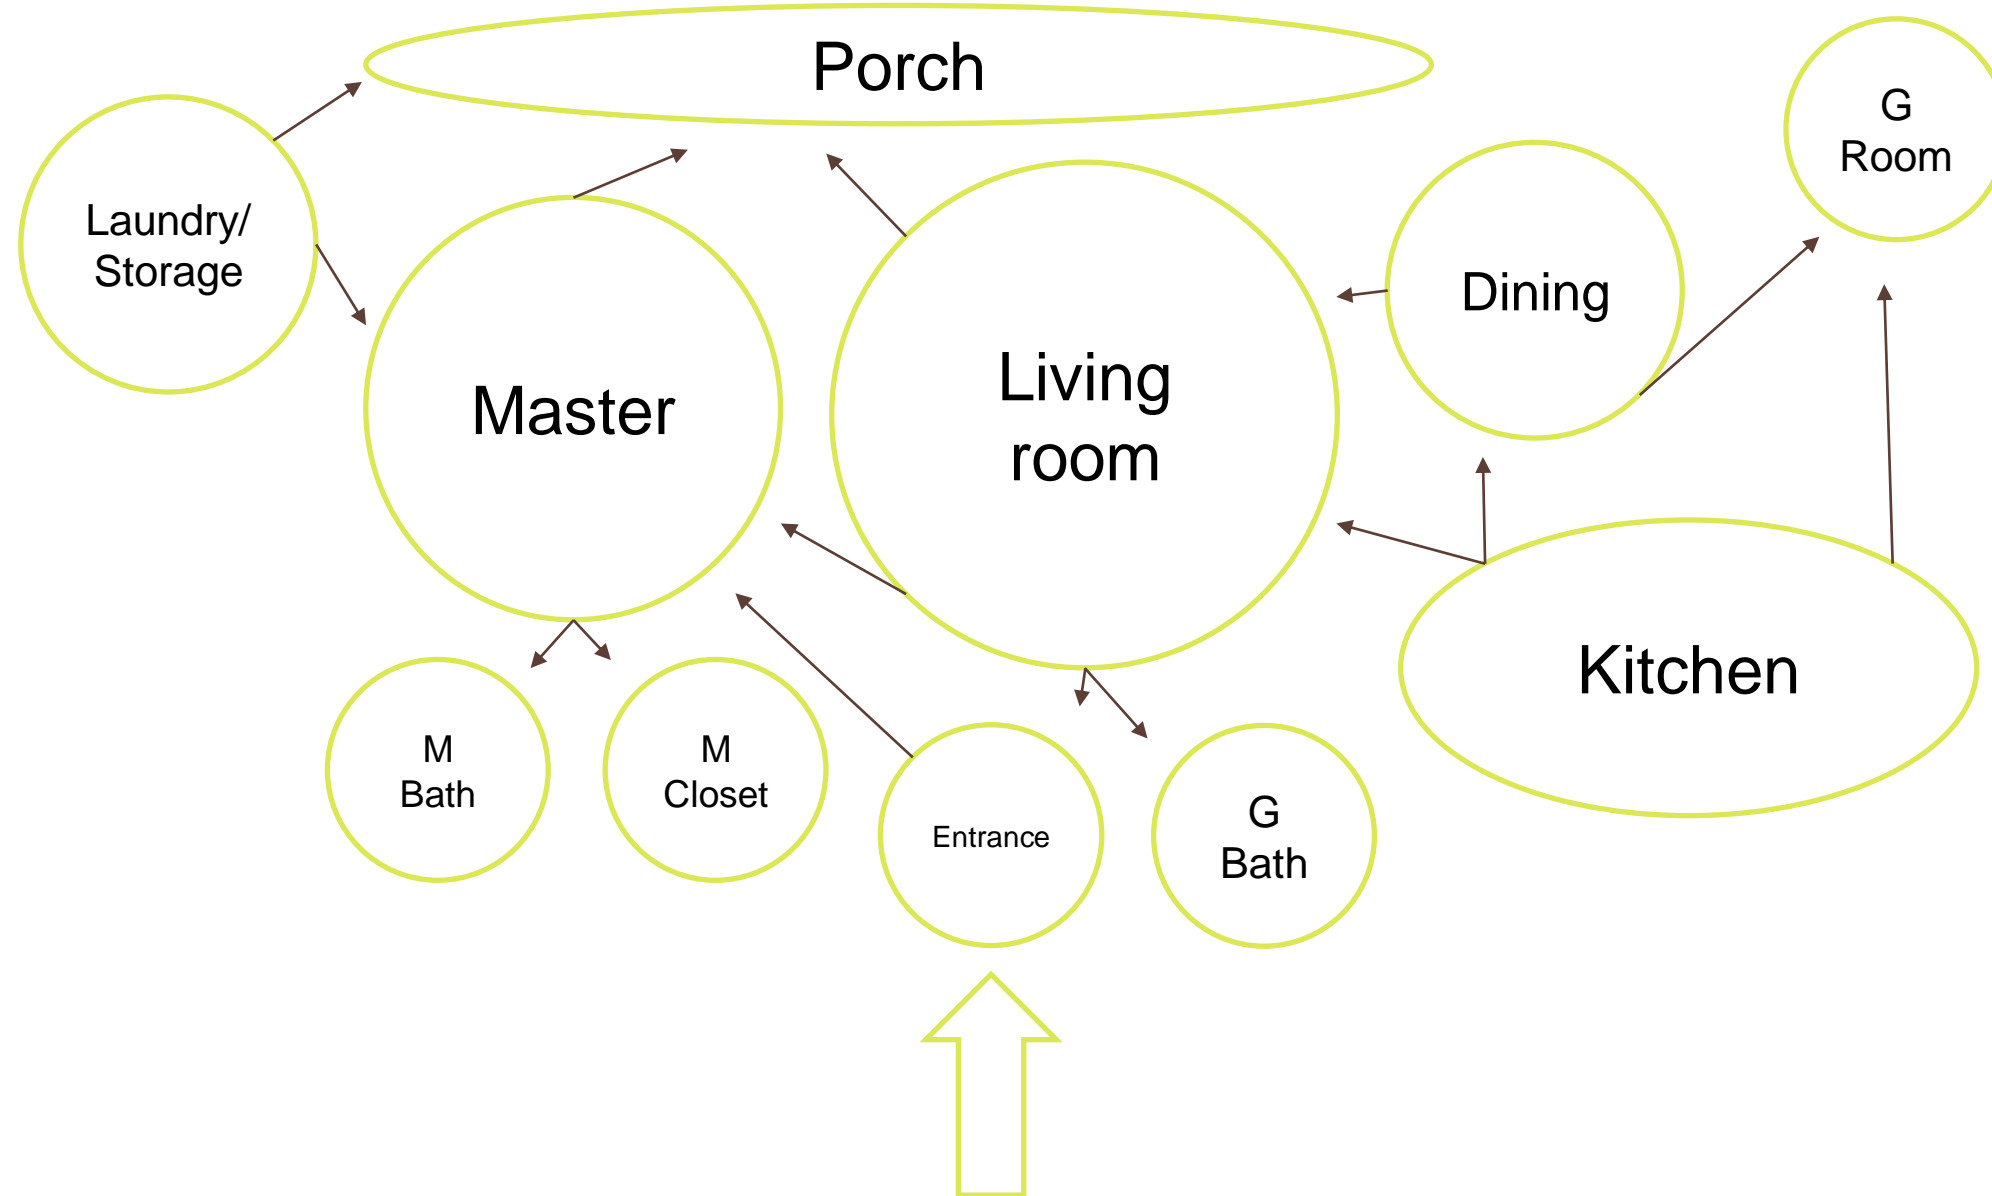 Porch
G
Room
Laundry/
Storage
Dining
Master
Living
room
Kitchen
M
Bath
M
Closet
Entrance
G
Bath